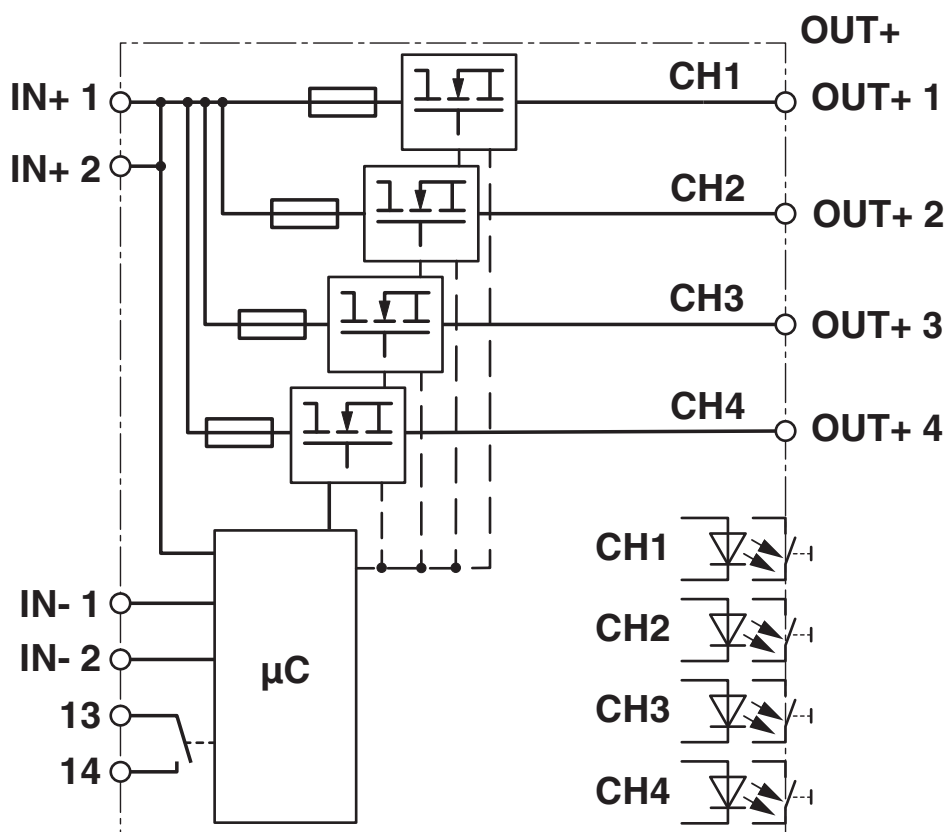 OUT+
IN+ 1
CH1
OUT+ 1
IN+ 2
CH2
OUT+ 2
CH3
OUT+ 3
CH4
OUT+ 4
CH1
IN- 1
CH2
IN- 2
µC
13
CH3
14
CH4